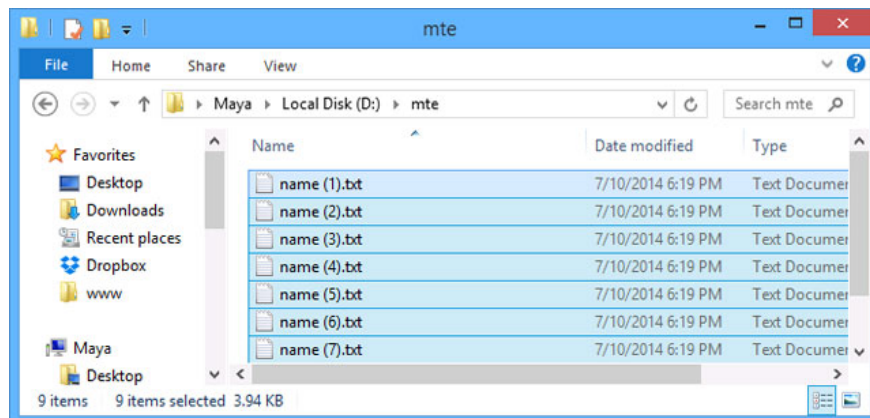 mte
File Home Share View
Maya Local Disk (D:) mte Search mte
Favorites
Desktop
Downloads
Recent places
Dropbox
www
Maya
Desktop
Name Date modified Type
name (1).txt 7/10/2014 6:19 PM Text Documer
name (2).txt 7/10/2014 6:19 PM Text Documer
name (3).txt 7/10/2014 6:19 PM Text Documer
name (4).txt 7/10/2014 6:19 PM Text Documer
name (5).txt 7/10/2014 6:19 PM Text Documer
name (6).txt 7/10/2014 6:19 PM Text Documer
name (7).txt 7/10/2014 6:19 PM Text Documer
9 items 9 items selected 3.94 KB